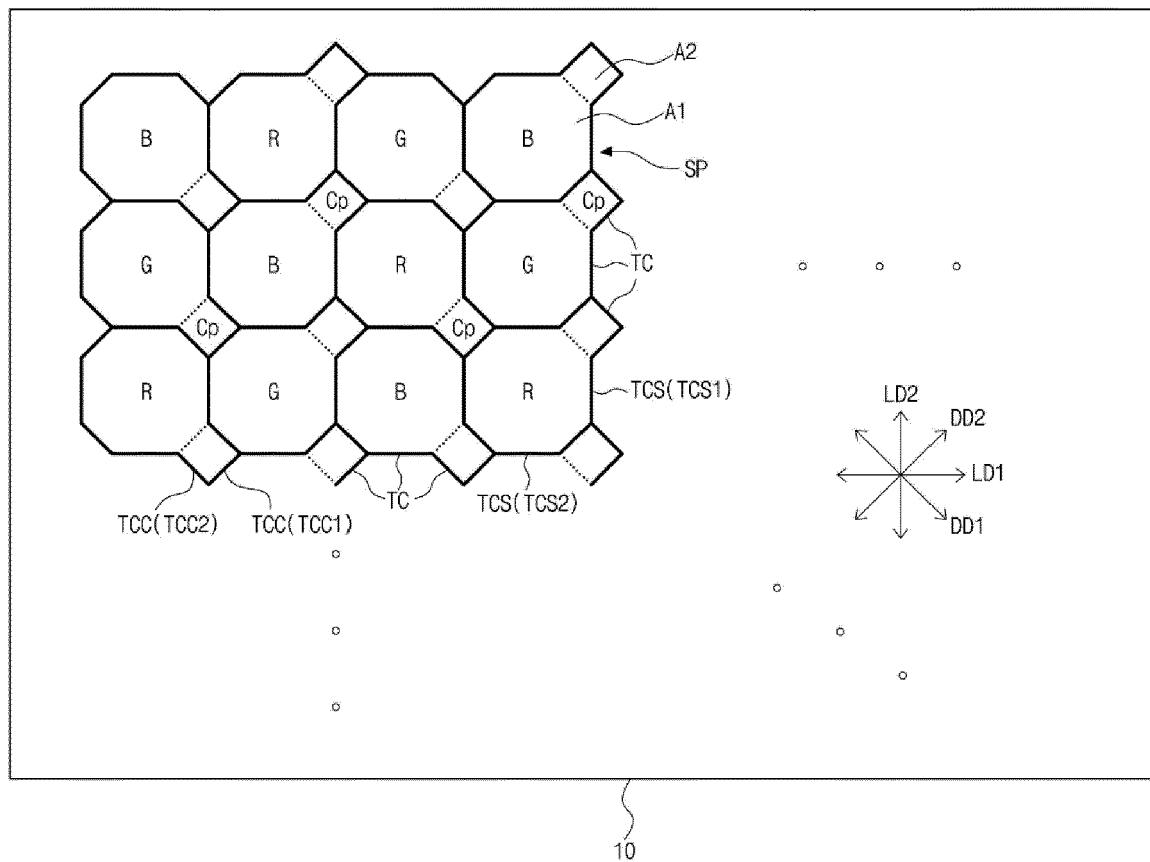 A2
A1
B R G B
SP
Cp Cp
TC
G B R G
Cp Cp
R G B R
TCS(TCS1)
LD2
DD2
LD1
DD1
TC
TCS(TCS2)
TCC(TCC2) TCC(TCC1)
10